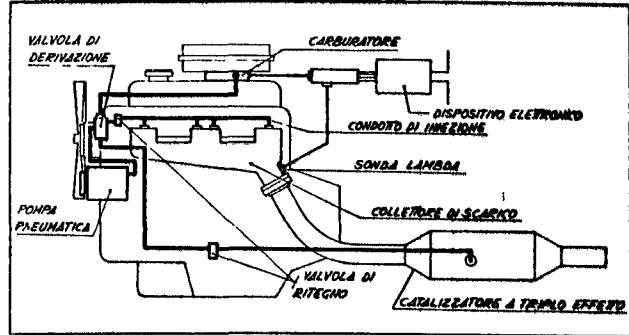 VALVOLA DI
DERIVAZIONE
CARBURATORE
DISPOSITIVO ELETTRONICO
CONDOTTO DI INIEZIONE
SONDA LAMBDA
COLLETTORE DI SCARICO
POMPA
PNEUMATICA
VALVOLA DI
RITEGNO
CATALIZZATORE A TRIPLO EFFETTO